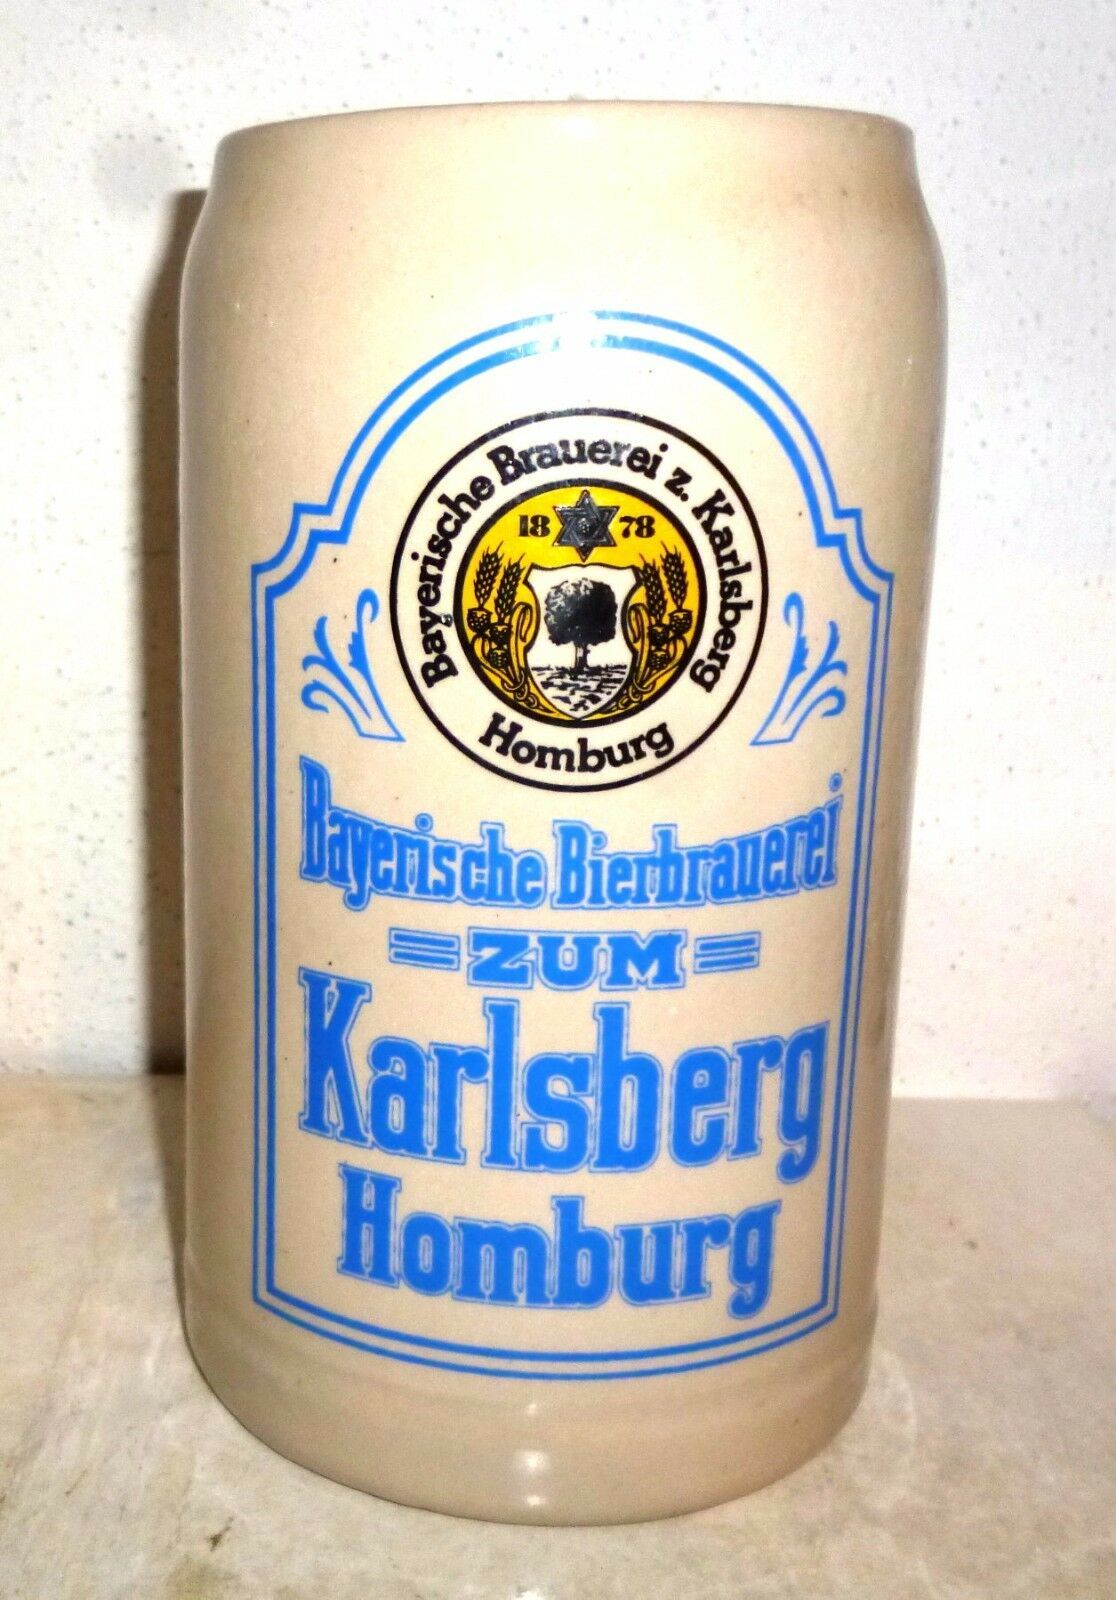 Bayerische Brauerei z. Karlsberg
18 78
Homburg
Bayerische Bierbrauerei
ZUM
Karlsberg
Homburg